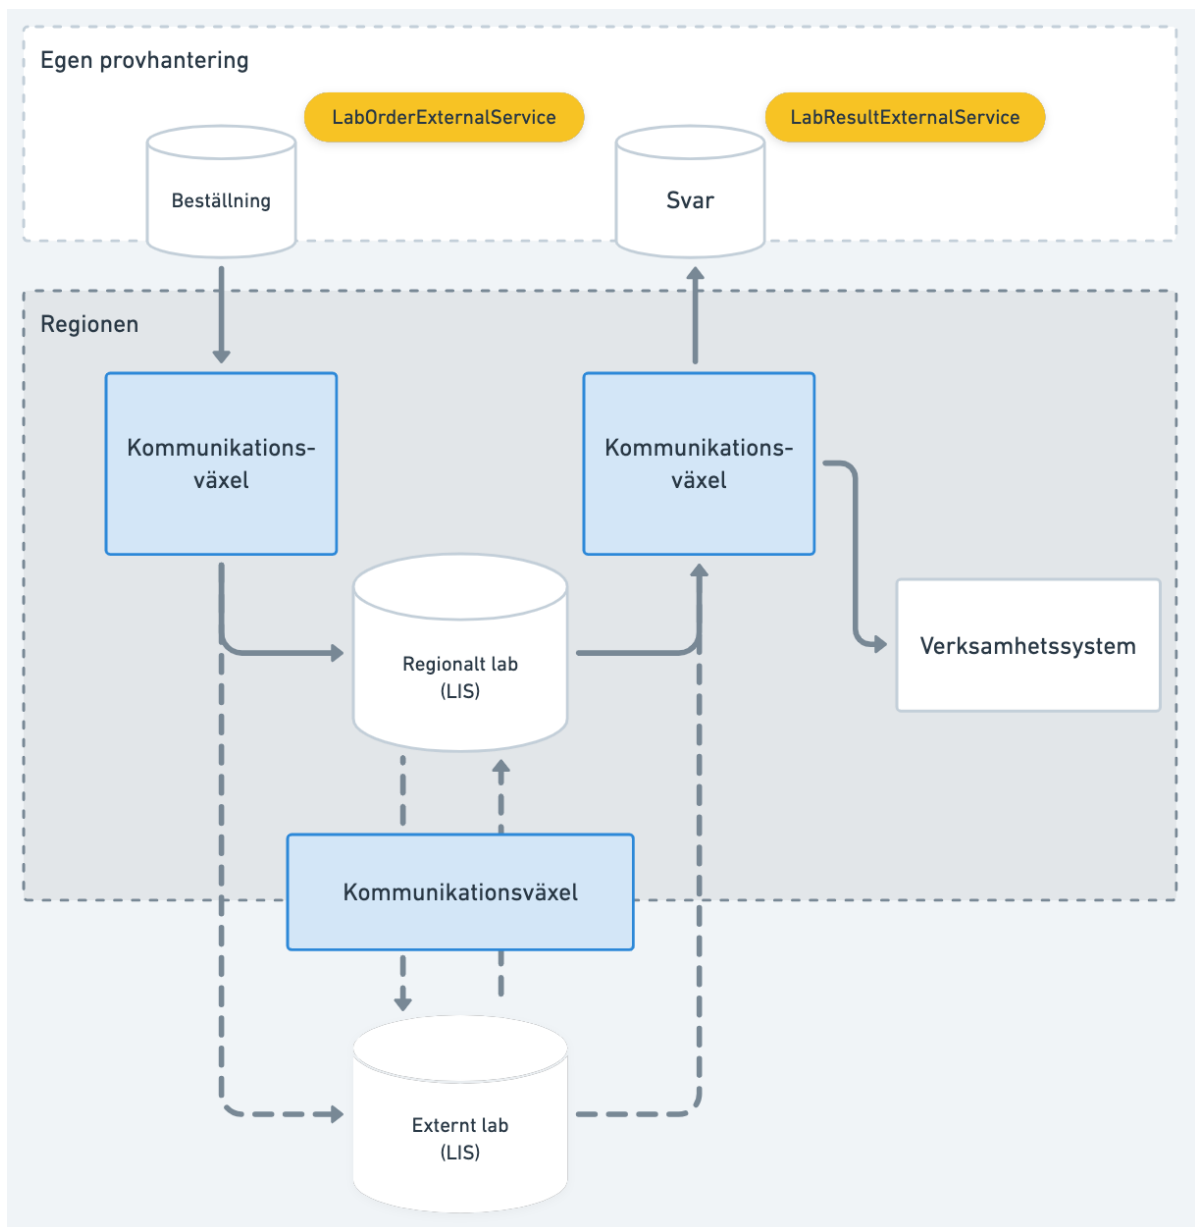 Egen provhantering
LabOrderExternalService
LabResultExternalService
Beställning
Svar
Regionen
Kommunikations-
växel
Kommunikations-
växel
Regionalt lab
(LIS)
Verksamhetssystem
Kommunikationsväxel
Externt lab
(LIS)